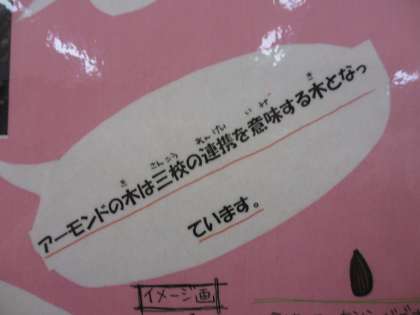 アーモンドの木は三校の連携を意味する木となっ
ています。
イメージ画